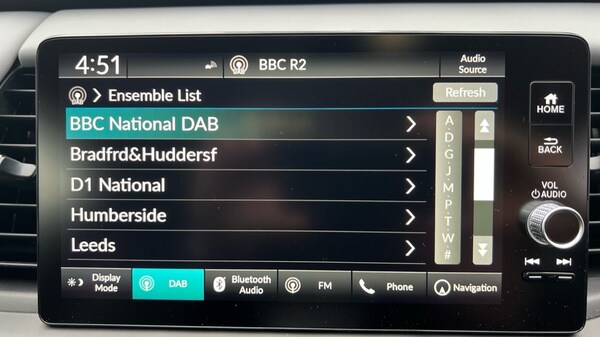 4:51 BBC R2 Audio Source
> Ensemble List Refresh
BBC National DAB >
Bradfrd&Huddersf >
D1 National >
Humberside >
Leeds >
A
D
G
J
M
P
T
W
#
Display Mode DAB Bluetooth Audio FM Phone Navigation
HOME
BACK
VOL
AUDIO